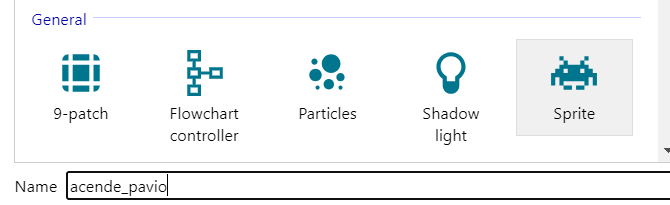 General
9-patch
Flowchart
controller
Particles
Shadow
light
Sprite
Name acende_pavio